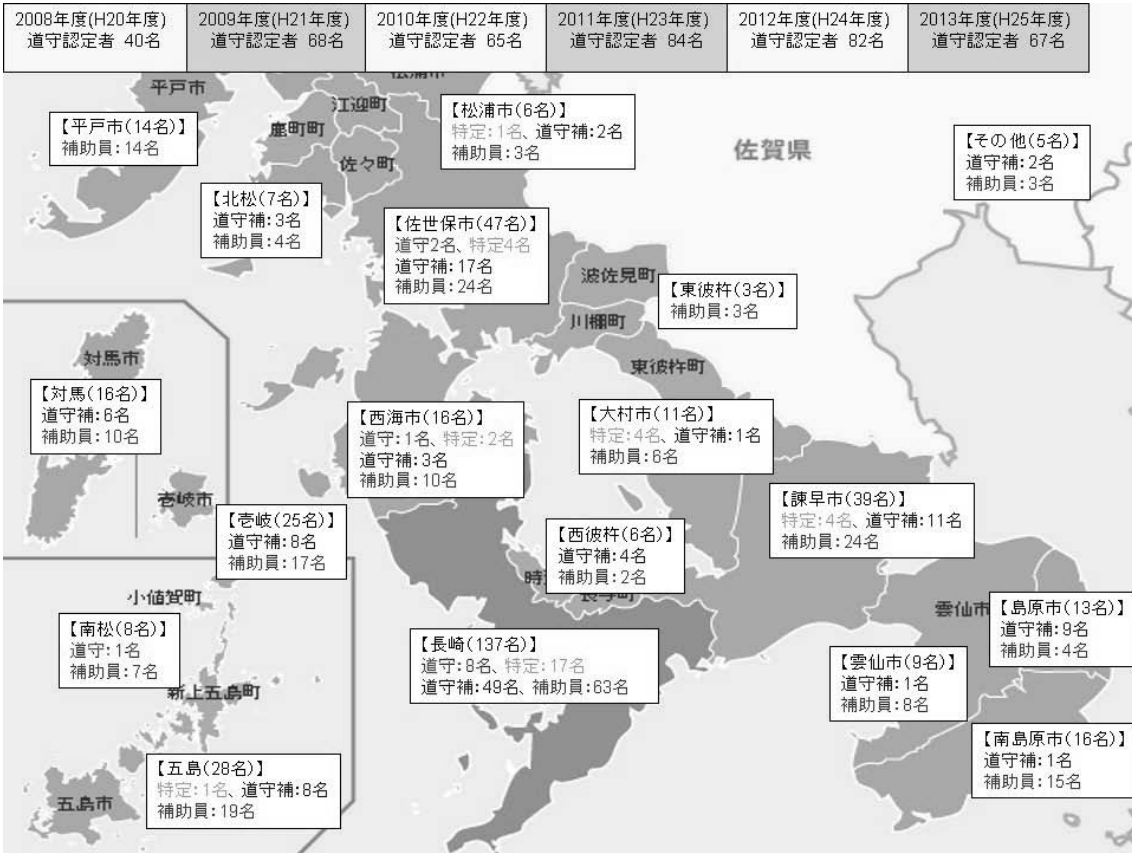 2008年度(H20年度)
道守認定者 40名
2009年度(H21年度)
道守認定者 68名
2010年度(H22年度)
道守認定者 65名
2011年度(H23年度)
道守認定者 84名
2012年度(H24年度)
道守認定者 82名
2013年度(H25年度)
道守認定者 67名
平戸市
松浦市
江迎町
鹿町町
佐々町
佐賀県
【平戸市(14名)】
補助員:14名
【松浦市(6名)】
特定:1名、道守補:2名
補助員:3名
【その他(5名)】
道守補:2名
補助員:3名
【北松(7名)】
道守補:3名
補助員:4名
【佐世保市(47名)】
道守2名、特定4名
道守補:17名
補助員:24名
波佐見町
川棚町
東彼杵町
【東彼杵(3名)】
補助員:3名
対馬市
【対馬(16名)】
道守補:6名
補助員:10名
【西海市(16名)】
道守:1名、特定:2名
道守補:3名
補助員:10名
【大村市(11名)】
特定:4名、道守補:1名
補助員:6名
壱岐市
【壱岐(25名)】
道守補:8名
補助員:17名
【諫早市(39名)】
特定:4名、道守補:11名
補助員:24名
【西彼杵(6名)】
道守補:4名
補助員:2名
時
長与町
小値賀町
【南松(8名)】
道守:1名
補助員:7名
新上五島町
【長崎(137名)】
道守:8名、特定:17名
道守補:49名、補助員:63名
雲仙市
【島原市(13名)】
道守補:9名
補助員:4名
【雲仙市(9名)】
道守補:1名
補助員:8名
【南島原市(16名)】
道守補:1名
補助員:15名
【五島(28名)】
特定:1名、道守補:8名
補助員:19名
五島市